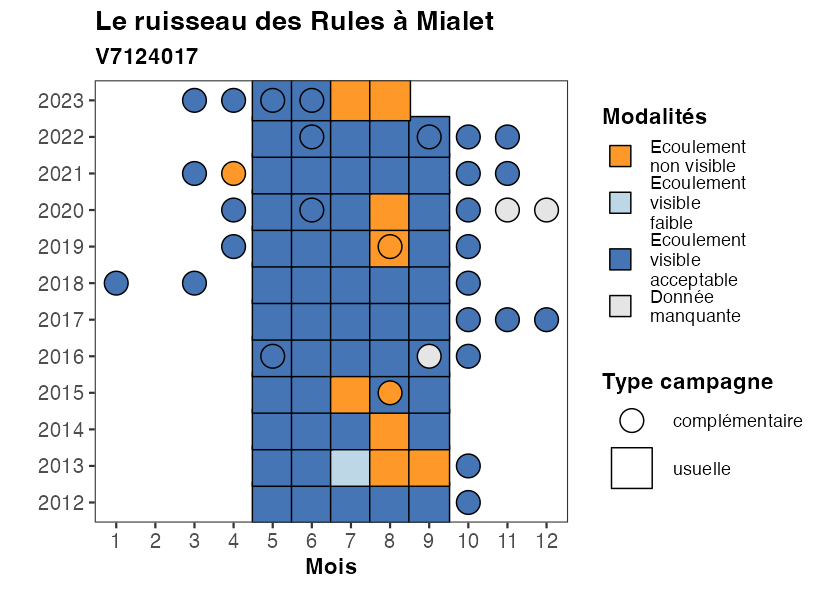 Le ruisseau des Rules à Mialet
V7124017
2023
2022
2021
2020
2019
2018
2017
2016
2015
2014
2013
2012
1 2 3 4 5 6 7 8 9 10 11 12
Mois
Modalités
Ecoulement
non visible
Ecoulement
visible
faible
Ecoulement
visible
acceptable
Donnée
manquante
Type campagne
complémentaire
usuelle